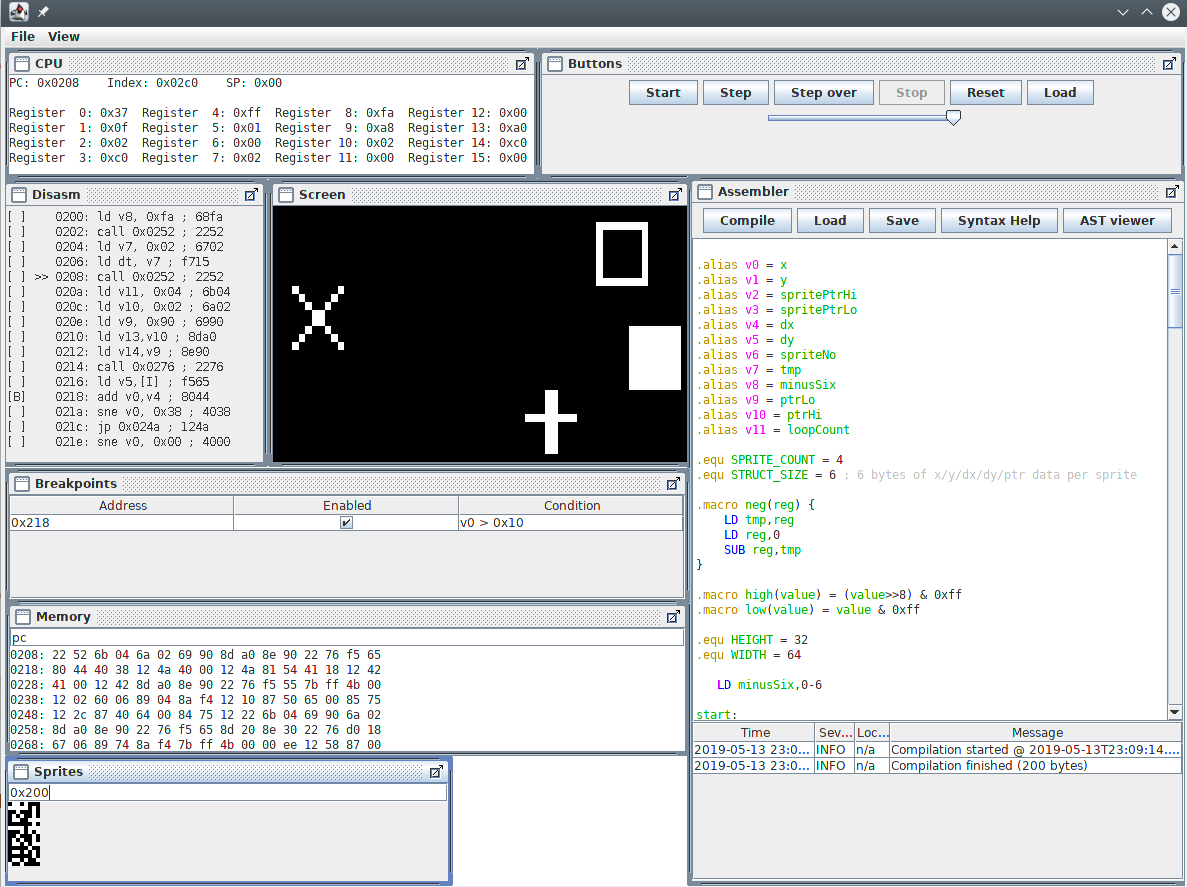 File View
CPU
PC: 0x0208 Index: 0x02c0 SP: 0x00
Register 0: 0x37 Register 4: 0xff Register 8: 0xfa Register 12: 0x00
Register 1: 0x0f Register 5: 0x01 Register 9: 0xa8 Register 13: 0xa0
Register 2: 0x02 Register 6: 0x00 Register 10: 0x02 Register 14: 0xc0
Register 3: 0xc0 Register 7: 0x02 Register 11: 0x00 Register 15: 0x00
Buttons
Start Step Step over Stop Reset Load
Disasm
[ ] 0200: ld v8, 0xfa ; 68fa
[ ] 0202: call 0x0252 ; 2252
[ ] 0204: ld v7, 0x02 ; 6702
[ ] 0206: ld dt, v7 ; f715
[ ] >> 0208: call 0x0252 ; 2252
[ ] 020a: ld v11, 0x04 ; 6b04
[ ] 020c: ld v10, 0x02 ; 6a02
[ ] 020e: ld v9, 0x90 ; 6990
[ ] 0210: ld v13,v10 ; 8da0
[ ] 0212: ld v14,v9 ; 8e90
[ ] 0214: call 0x0276 ; 2276
[ ] 0216: ld v5,[I] ; f565
[B] 0218: add v0,v4 ; 8044
[ ] 021a: sne v0, 0x38 ; 4038
[ ] 021c: jp 0x024a ; 124a
[ ] 021e: sne v0, 0x00 ; 4000
Screen
Breakpoints
Address Enabled Condition
0x218 v0 > 0x10
Memory
pc
0208: 22 52 6b 04 6a 02 69 90 8d a0 8e 90 22 76 f5 65
0218: 80 44 40 38 12 4a 40 00 12 4a 81 54 41 18 12 42
0228: 41 00 12 42 8d a0 8e 90 22 76 f5 55 7b ff 4b 00
0238: 12 02 60 06 89 04 8a f4 12 10 87 50 65 00 85 75
0248: 12 2c 87 40 64 00 84 75 12 22 6b 04 69 90 6a 02
0258: 8d a0 8e 90 22 76 f5 65 8d 20 8e 30 22 76 d0 18
0268: 67 06 89 74 8a f4 7b ff 4b 00 00 ee 12 58 87 00
Sprites
0x200
Assembler
Compile Load Save Syntax Help AST viewer
.alias v0 = x
.alias v1 = y
.alias v2 = spritePtrHi
.alias v3 = spritePtrLo
.alias v4 = dx
.alias v5 = dy
.alias v6 = spriteNo
.alias v7 = tmp
.alias v8 = minusSix
.alias v9 = ptrLo
.alias v10 = ptrHi
.alias v11 = loopCount
.equ SPRITE_COUNT = 4
.equ STRUCT_SIZE = 6 ; 6 bytes of x/y/dx/dy/ptr data per sprite
.macro neg(reg) {
LD tmp,reg
LD reg,0
SUB reg,tmp
}
.macro high(value) = (value>>8) & 0xff
.macro low(value) = value & 0xff
.equ HEIGHT = 32
.equ WIDTH = 64
LD minusSix,0-6
start:
Time Sev... Loc... Message
2019-05-13 23:0... INFO n/a Compilation started @ 2019-05-13T23:09:14....
2019-05-13 23:0... INFO n/a Compilation finished (200 bytes)